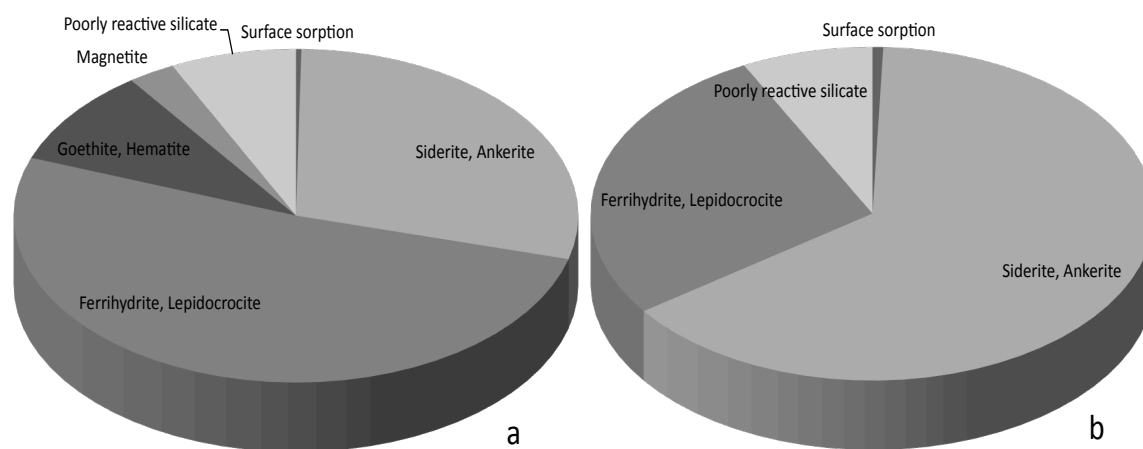 Poorly reactive silicate
Surface sorption
Magnetite
Goethite, Hematite
Siderite, Ankerite
Ferrihydrite, Lepidocrocite
a
Surface sorption
Poorly reactive silicate
Ferrihydrite, Lepidocrocite
Siderite, Ankerite
b